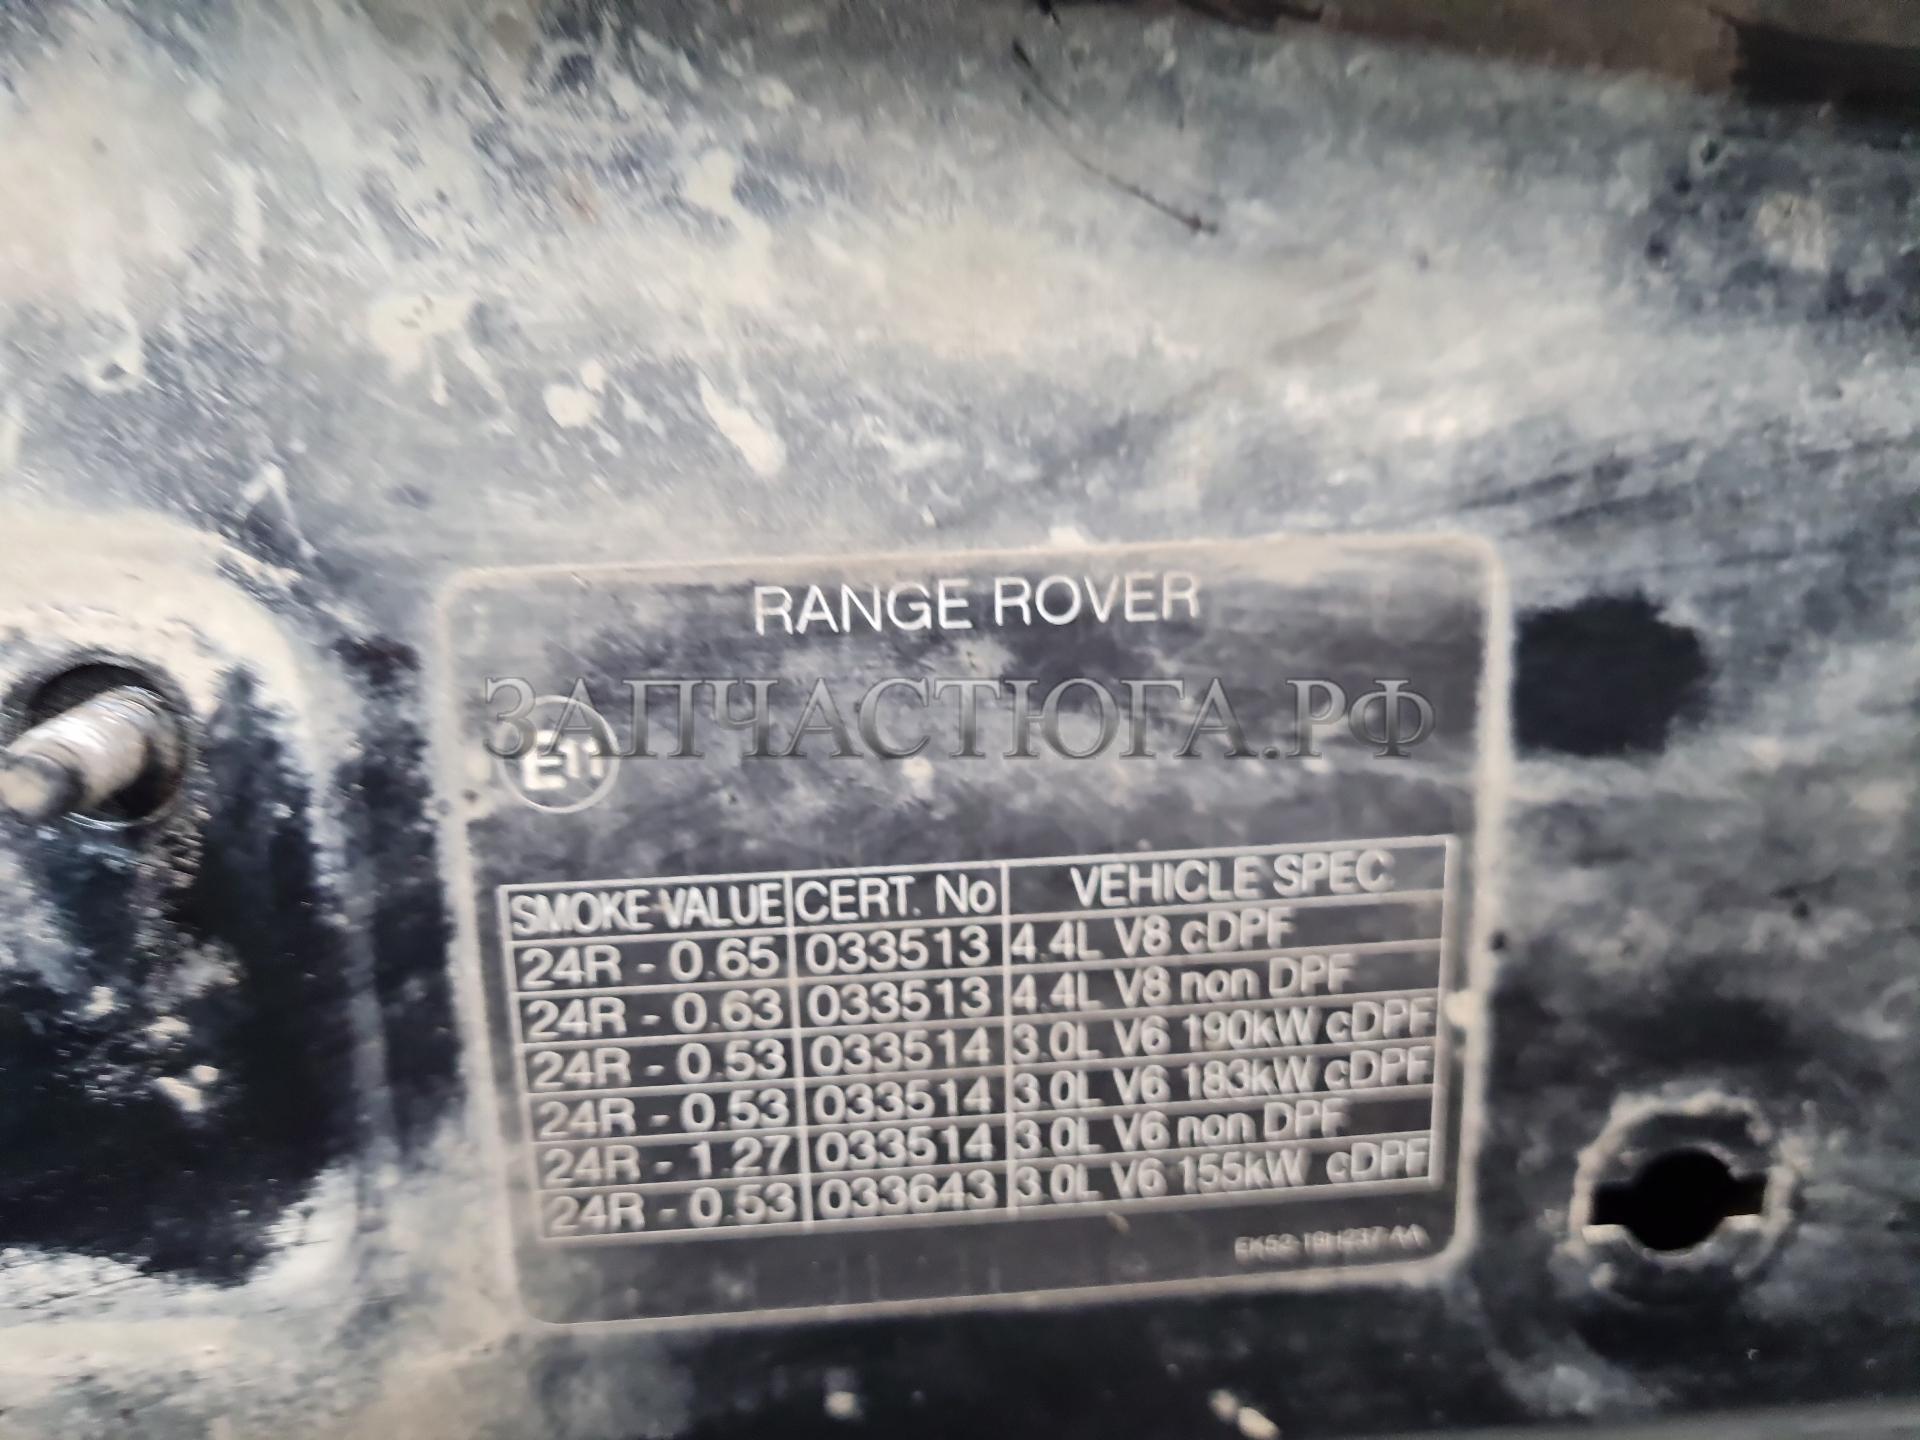 RANGE ROVER
ЗАПЧАСТЮГА.РФ
E11
SMOKE VALUE CERT. No VEHICLE SPEC
24R - 0.65 033513 4.4L V8 cDPF
24R - 0.63 033513 4.4L V8 non DPF
24R - 0.53 033514 3.0L V6 190kW cDPF
24R - 0.53 033514 3.0L V6 183kW cDPF
24R - 1.27 033514 3.0L V6 non DPF
24R - 0.53 033643 3.0L V6 155kW cDPF
EK52-19H237-AA